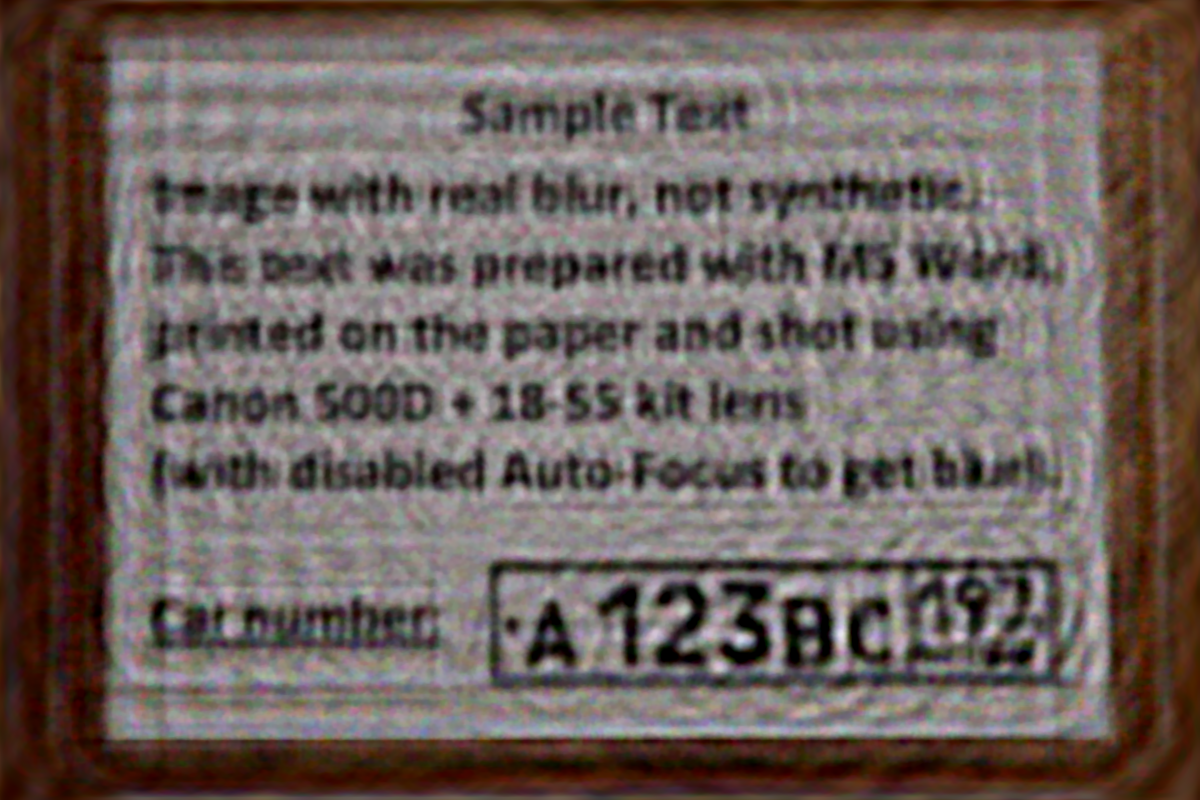 Sample Text
Image with real blur, not synthetic.
This text was prepared with MS Word,
printed on the paper and shot using
Canon 500D + 18-55 kit lens
(with disabled Auto-Focus to get blur).
Car number:
A 123 BC 197